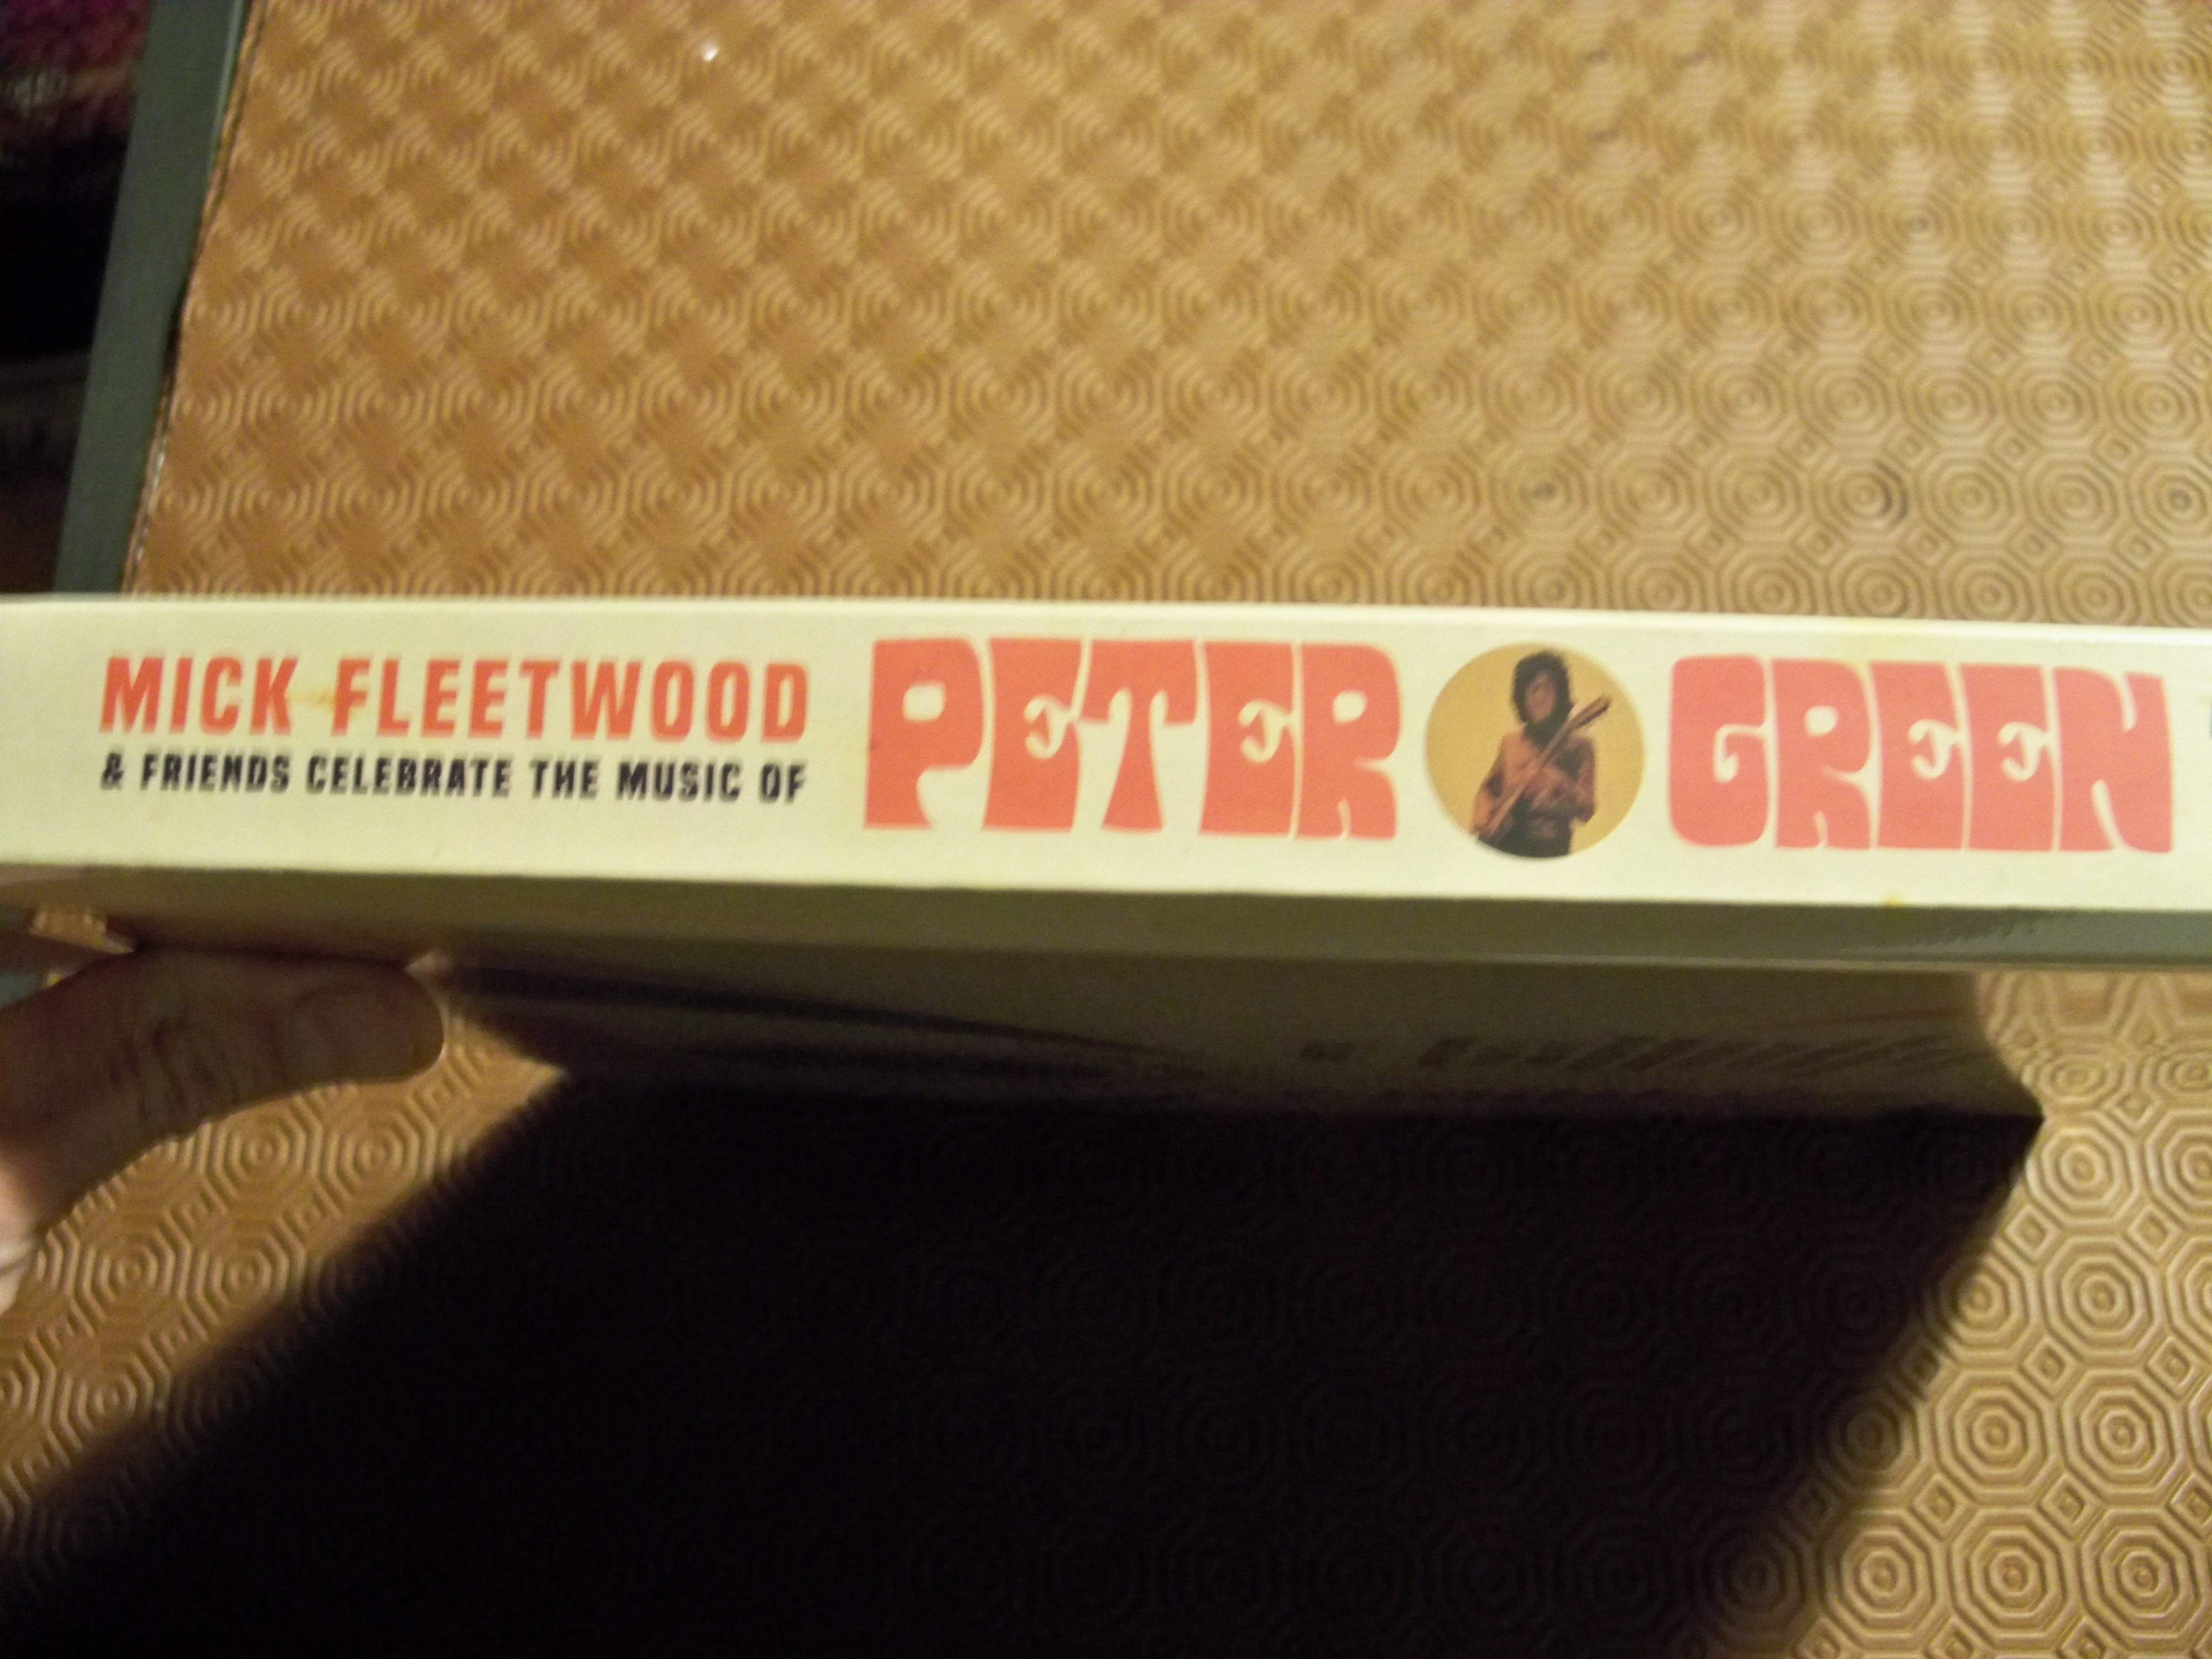 MICK FLEETWOOD
& FRIENDS CELEBRATE THE MUSIC OF
PETER GREEN